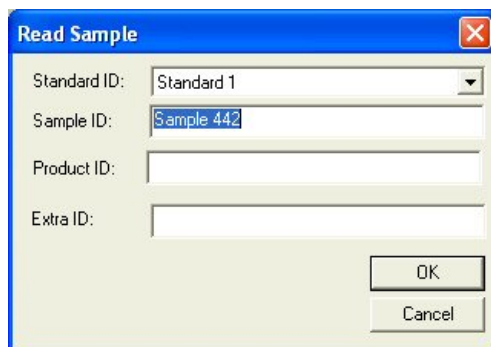 Read Sample
Standard ID: Standard 1
Sample ID: Sample 442
Product ID:
Extra ID:
OK
Cancel